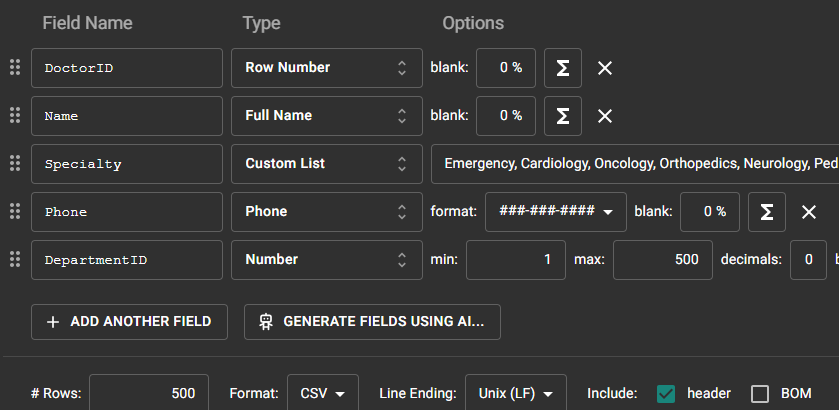 Field Name Type Options
DoctorID Row Number blank: 0 % Σ
Name Full Name blank: 0 % Σ
Specialty Custom List Emergency, Cardiology, Oncology, Orthopedics, Neurology,
Phone Phone format: ###-###-#### blank: 0 % Σ
DepartmentID Number min: 1 max: 500 decimals: 0
+ ADD ANOTHER FIELD GENERATE FIELDS USING AI...
# Rows: 500 Format: CSV Line Ending: Unix (LF) Include: header BOM